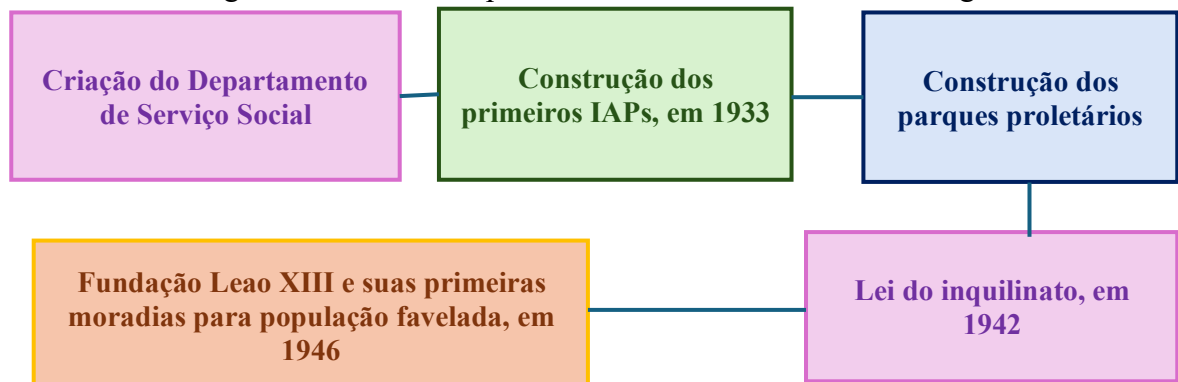 Criação do Departamento
de Serviço Social
Construção dos
primeiros IAPs, em 1933
Construção dos
parques proletários
Fundação Leao XIII e suas primeiras
moradias para população favelada, em
1946
Lei do inquilinato, em
1942